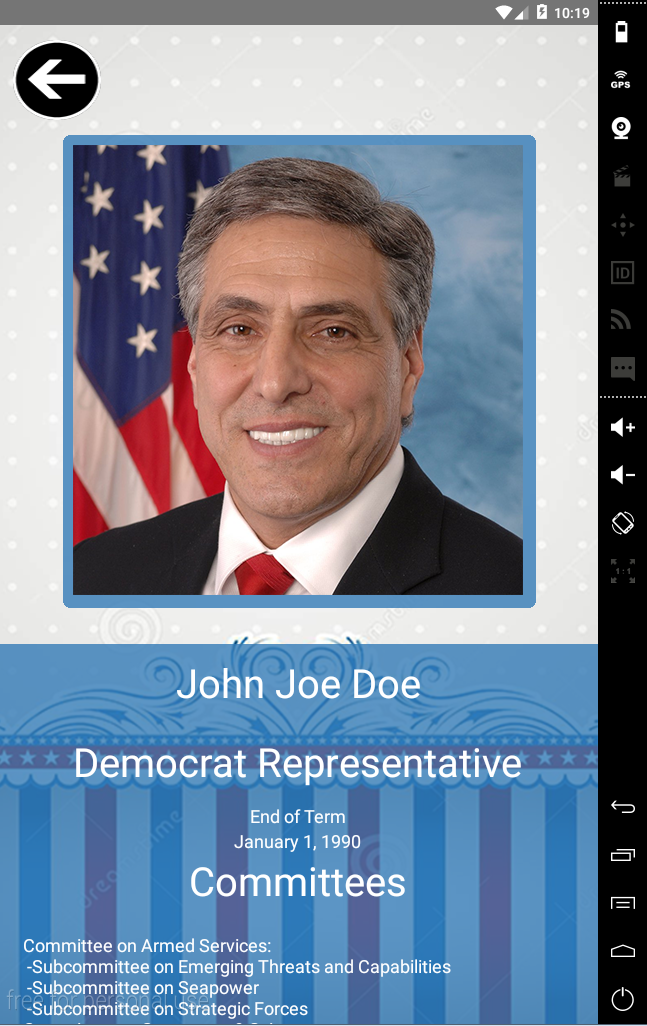 10:19
GPS
ID
1:1
John Joe Doe
Democrat Representative
End of Term
January 1, 1990
Committees
Committee on Armed Services:
-Subcommittee on Emerging Threats and Capabilities
-Subcommittee on Seapower
-Subcommittee on Strategic Forces
free for personal use
dreamstime